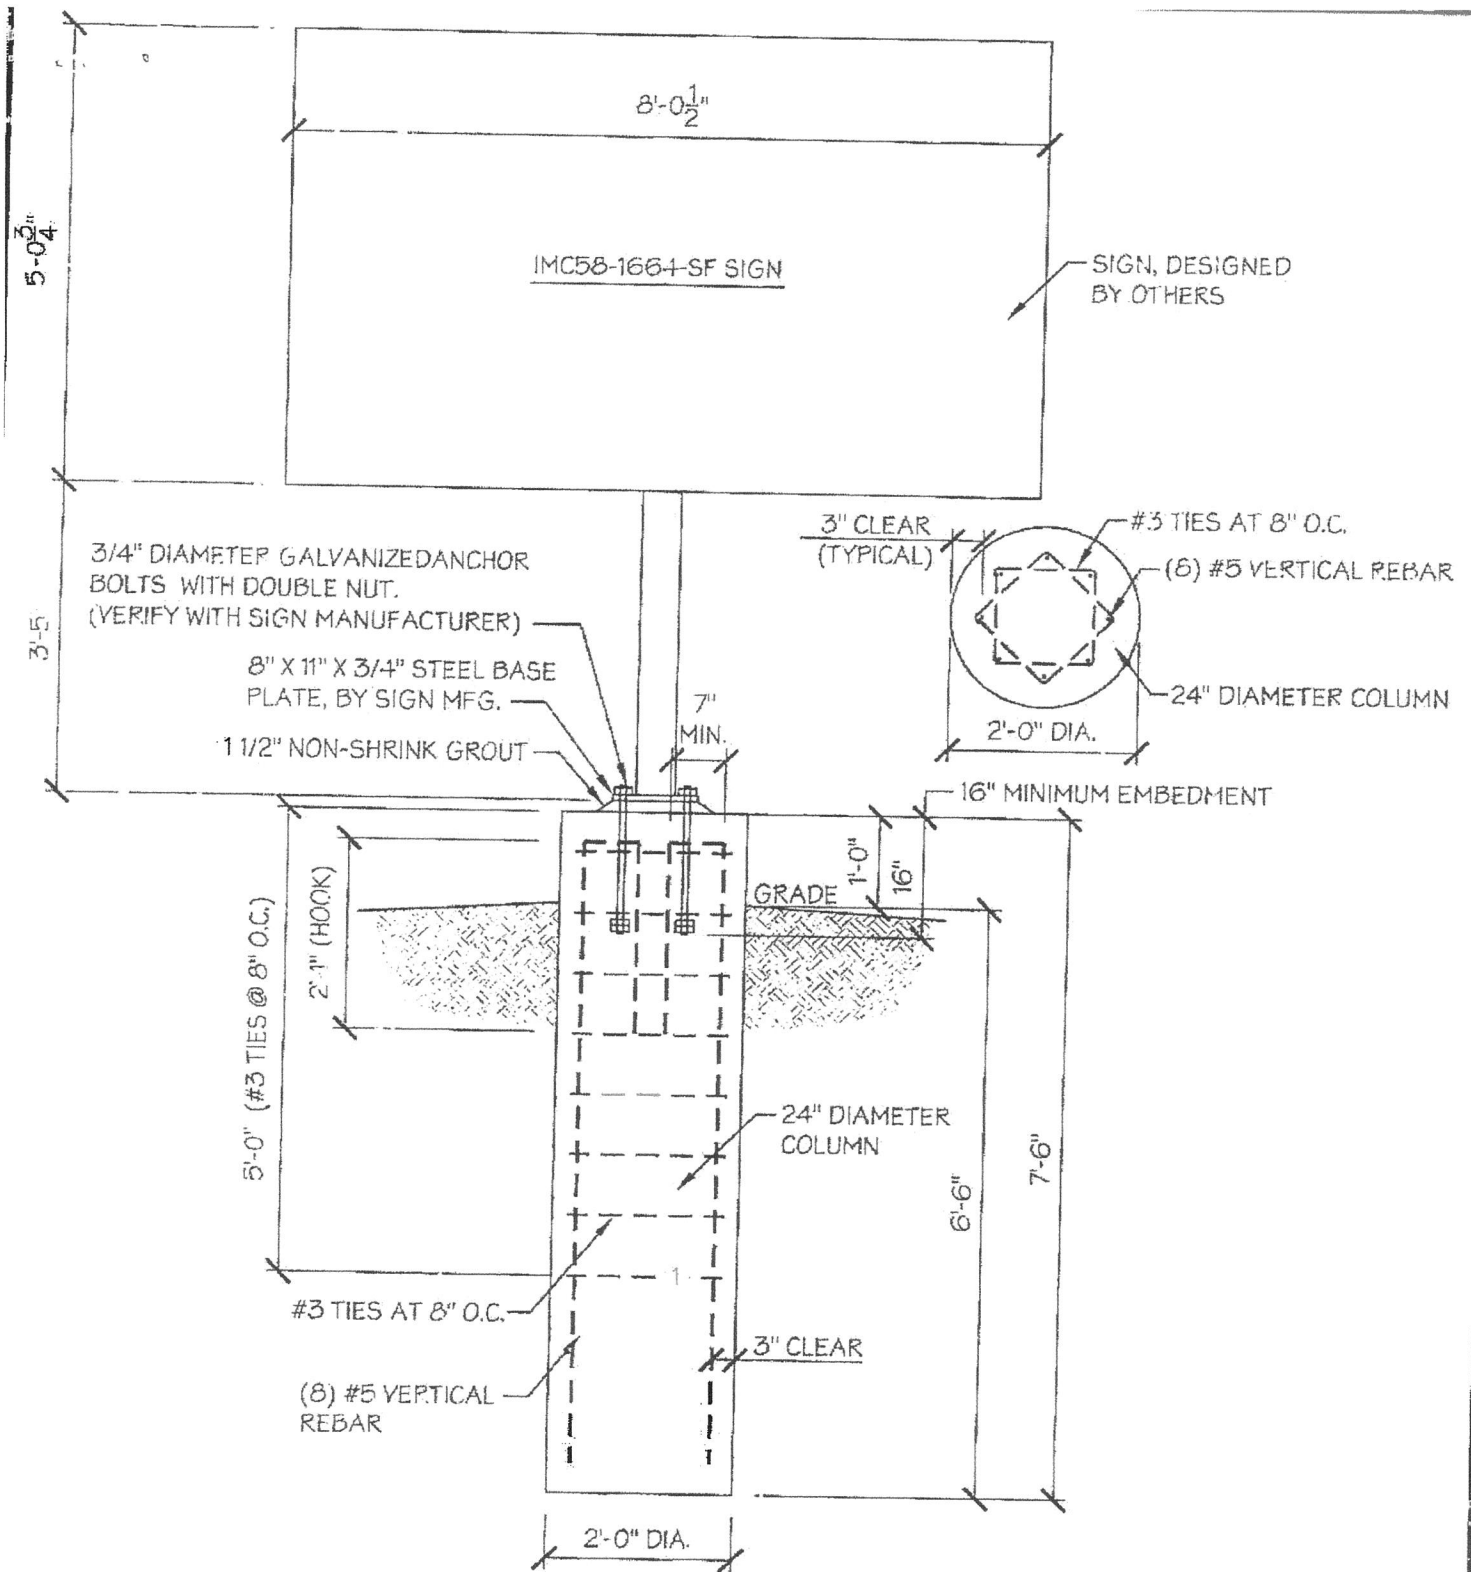 8'-0 1/2"
5'-0 3/4"
IMC58-1664-SF SIGN
SIGN, DESIGNED
BY OTHERS
3'-5"
3/4" DIAMETER GALVANIZEDANCHOR
BOLTS WITH DOUBLE NUT.
(VERIFY WITH SIGN MANUFACTURER)
8" X 11" X 3/4" STEEL BASE
PLATE, BY SIGN MFG.
1 1/2" NON-SHRINK GROUT
7"
MIN.
3" CLEAR
(TYPICAL)
#3 TIES AT 8" O.C.
(8) #5 VERTICAL REBAR
24" DIAMETER COLUMN
2'-0" DIA.
16" MINIMUM EMBEDMENT
1'-0"
16"
GRADE
2'-1" (HOOK)
5'-0" (#3 TIES @ 8" O.C.)
24" DIAMETER
COLUMN
6'-6"
7'-6"
#3 TIES AT 8" O.C.
3" CLEAR
(8) #5 VERTICAL
REBAR
2'-0" DIA.